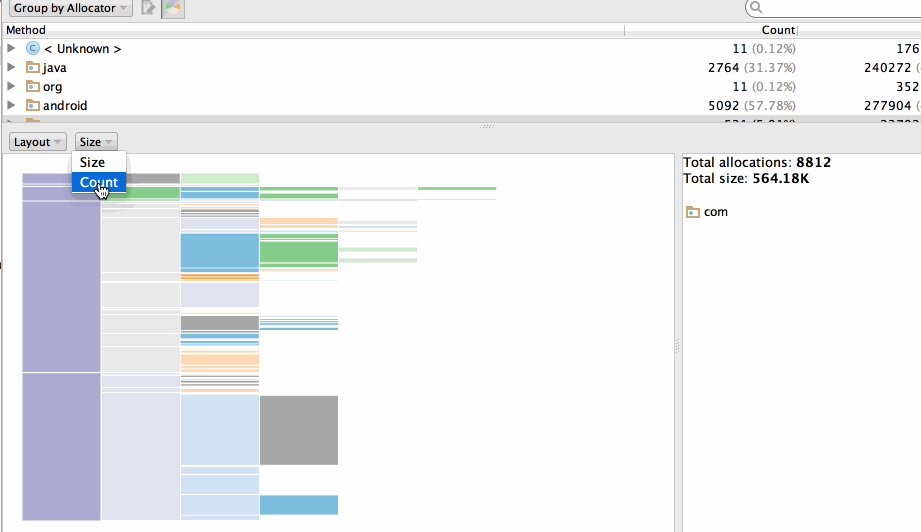 Group by Allocator
Method Count
< Unknown > 11 (0.12%) 176
java 2764 (31.37%) 240272
org 11 (0.12%) 352
android 5092 (57.78%) 277904
Layout Size
Size
Count
Total allocations: 8812
Total size: 564.18K
com